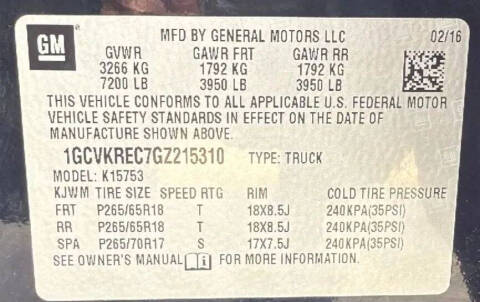 GM
MFD BY GENERAL MOTORS LLC 02/16
GVWR GAWR FRT GAWR RR
3266 KG 1792 KG 1792 KG
7200 LB 3950 LB 3950 LB
THIS VEHICLE CONFORMS TO ALL APPLICABLE U.S. FEDERAL MOTOR
VEHICLE SAFETY STANDARDS IN EFFECT ON THE DATE OF
MANUFACTURE SHOWN ABOVE.
1GCVKREC7GZ215310 TYPE: TRUCK
MODEL: K15753
KJWM TIRE SIZE SPEED RTG RIM COLD TIRE PRESSURE
FRT P265/65R18 T 18X8.5J 240KPA(35PSI)
RR P265/65R18 T 18X8.5J 240KPA(35PSI)
SPA P265/70R17 S 17X7.5J 240KPA(35PSI)
SEE OWNER'S MANUAL i FOR MORE INFORMATION.